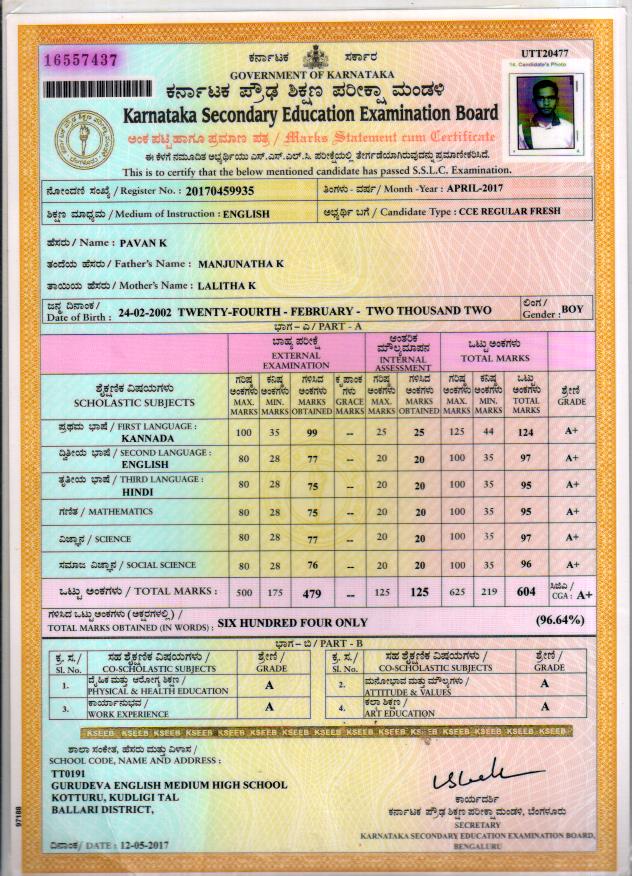 16557437
UTT20477
ಕರ್ನಾಟಕ ಸರ್ಕಾರ
GOVERNMENT OF KARNATAKA
14. Candidate's Photo
ಕರ್ನಾಟಕ ಪ್ರೌಢ ಶಿಕ್ಷಣ ಪರೀಕ್ಷಾ ಮಂಡಳಿ
Karnataka Secondary Education Examination Board
ಅಂಕ ಪಟ್ಟಿ ಹಾಗೂ ಪ್ರಮಾಣ ಪತ್ರ / Marks Statement cum Certificate
ಈ ಕೆಳಗೆ ನಮೂದಿತ ಅಭ್ಯರ್ಥಿಯು ಎಸ್.ಎಸ್.ಎಲ್.ಸಿ. ಪರೀಕ್ಷೆಯಲ್ಲಿ ತೇರ್ಗಡೆಯಾಗಿರುವುದನ್ನು ಪ್ರಮಾಣೀಕರಿಸಿದೆ.
This is to certify that the below mentioned candidate has passed S.S.L.C. Examination.
ನೋಂದಣಿ ಸಂಖ್ಯೆ / Register No. : 20170459935 ತಿಂಗಳು - ವರ್ಷ / Month -Year : APRIL-2017
ಶಿಕ್ಷಣ ಮಾಧ್ಯಮ / Medium of Instruction : ENGLISH ಅಭ್ಯರ್ಥಿ ಬಗೆ / Candidate Type : CCE REGULAR FRESH
ಹೆಸರು / Name : PAVAN K
ತಂದೆಯ ಹೆಸರು / Father's Name : MANJUNATHA K
ತಾಯಿಯ ಹೆಸರು / Mother's Name : LALITHA K
ಜನ್ಮ ದಿನಾಂಕ / Date of Birth : 24-02-2002 TWENTY-FOURTH - FEBRUARY - TWO THOUSAND TWO ಲಿಂಗ / Gender : BOY
ಭಾಗ - ಎ / PART - A
ಬಾಹ್ಯ ಪರೀಕ್ಷೆ EXTERNAL EXAMINATION ಆಂತರಿಕ ಮೌಲ್ಯಮಾಪನ INTERNAL ASSESSMENT ಒಟ್ಟು ಅಂಕಗಳು TOTAL MARKS
ಶೈಕ್ಷಣಿಕ ವಿಷಯಗಳು SCHOLASTIC SUBJECTS ಗರಿಷ್ಠ ಅಂಕಗಳು MAX. MARKS ಕನಿಷ್ಠ ಅಂಕಗಳು MIN. MARKS ಗಳಿಸಿದ ಅಂಕಗಳು MARKS OBTAINED ಕೃಪಾಂಕ ಗಳು GRACE MARKS ಗರಿಷ್ಠ ಅಂಕಗಳು MAX. MARKS ಗಳಿಸಿದ ಅಂಕಗಳು MARKS OBTAINED ಗರಿಷ್ಠ ಅಂಕಗಳು MAX. MARKS ಕನಿಷ್ಠ ಅಂಕಗಳು MIN. MARKS ಒಟ್ಟು ಅಂಕಗಳು TOTAL MARKS ಶ್ರೇಣಿ GRADE
ಪ್ರಥಮ ಭಾಷೆ / FIRST LANGUAGE : KANNADA 100 35 99 -- 25 25 125 44 124 A+
ದ್ವಿತೀಯ ಭಾಷೆ / SECOND LANGUAGE : ENGLISH 80 28 77 -- 20 20 100 35 97 A+
ತೃತೀಯ ಭಾಷೆ / THIRD LANGUAGE : HINDI 80 28 75 -- 20 20 100 35 95 A+
ಗಣಿತ / MATHEMATICS 80 28 75 -- 20 20 100 35 95 A+
ವಿಜ್ಞಾನ / SCIENCE 80 28 77 -- 20 20 100 35 97 A+
ಸಮಾಜ ವಿಜ್ಞಾನ / SOCIAL SCIENCE 80 28 76 -- 20 20 100 35 96 A+
ಒಟ್ಟು ಅಂಕಗಳು / TOTAL MARKS : 500 175 479 -- 125 125 625 219 604 ಸಿಜಿಎ / CGA : A+
ಗಳಿಸಿದ ಒಟ್ಟು ಅಂಕಗಳು (ಅಕ್ಷರಗಳಲ್ಲಿ) /
TOTAL MARKS OBTAINED (IN WORDS) : SIX HUNDRED FOUR ONLY (96.64%)
ಭಾಗ - ಬಿ / PART - B
ಕ್ರ. ಸ. / Sl. No. ಸಹ ಶೈಕ್ಷಣಿಕ ವಿಷಯಗಳು / CO-SCHOLASTIC SUBJECTS ಶ್ರೇಣಿ / GRADE ಕ್ರ. ಸ. / Sl. No. ಸಹ ಶೈಕ್ಷಣಿಕ ವಿಷಯಗಳು / CO-SCHOLASTIC SUBJECTS ಶ್ರೇಣಿ / GRADE
1. ದೈಹಿಕ ಮತ್ತು ಆರೋಗ್ಯ ಶಿಕ್ಷಣ / PHYSICAL & HEALTH EDUCATION A 2. ಮನೋಭಾವ ಮತ್ತು ಮೌಲ್ಯಗಳು / ATTITUDE & VALUES A
3. ಕಾರ್ಯಾನುಭವ / WORK EXPERIENCE A 4. ಕಲಾ ಶಿಕ್ಷಣ / ART EDUCATION A
KSEEB KSEEB KSEEB KSEEB KSEEB KSEEB KSEEB KSEEB KSEEB KSEEB KSEEB KSEEB KSEEB
ಶಾಲಾ ಸಂಕೇತ, ಹೆಸರು ಮತ್ತು ವಿಳಾಸ /
SCHOOL CODE, NAME AND ADDRESS :
TT0191
GURUDEVA ENGLISH MEDIUM HIGH SCHOOL
KOTTURU, KUDLIGI TAL
BALLARI DISTRICT,
ಕಾರ್ಯದರ್ಶಿ
ಕರ್ನಾಟಕ ಪ್ರೌಢ ಶಿಕ್ಷಣ ಪರೀಕ್ಷಾ ಮಂಡಳಿ, ಬೆಂಗಳೂರು
SECRETARY
KARNATAKA SECONDARY EDUCATION EXAMINATION BOARD,
BENGALURU
97188
ದಿನಾಂಕ / DATE : 12-05-2017